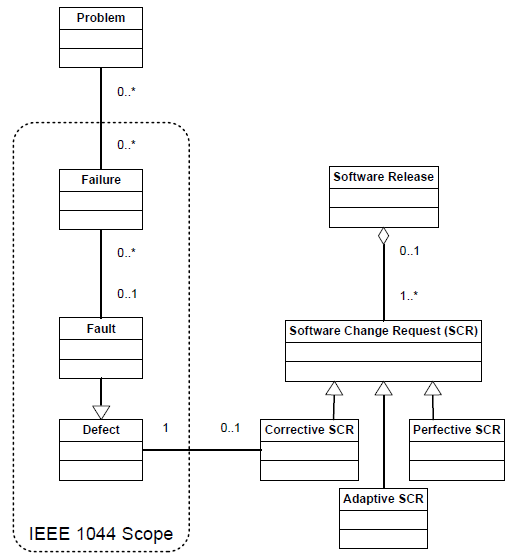 Problem
0..*
0..*
Failure
0..*
0..1
Fault
Defect
1
0..1
IEEE 1044 Scope
Software Release
0..1
1..*
Software Change Request (SCR)
Corrective SCR
Perfective SCR
Adaptive SCR